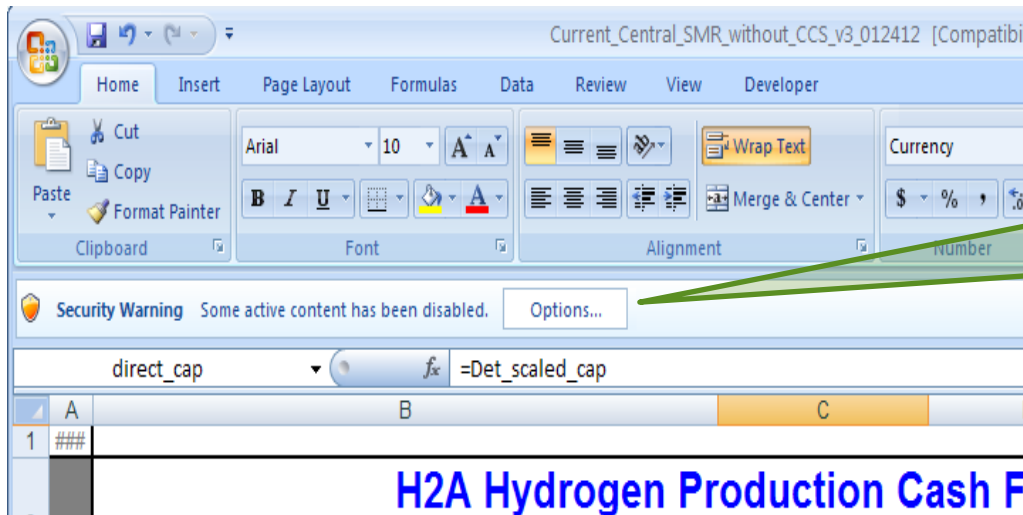 Current_Central_SMR_without_CCS_v3_012412 [Compatibi
Home Insert Page Layout Formulas Data Review View Developer
Cut
Copy
Format Painter
Paste
Arial 10 A A
B I U A
Wrap Text
Merge & Center
Currency
$ % ,
Clipboard Font Alignment Number
Security Warning Some active content has been disabled. Options...
direct_cap fx =Det_scaled_cap
A B C
1 ###
H2A Hydrogen Production Cash F